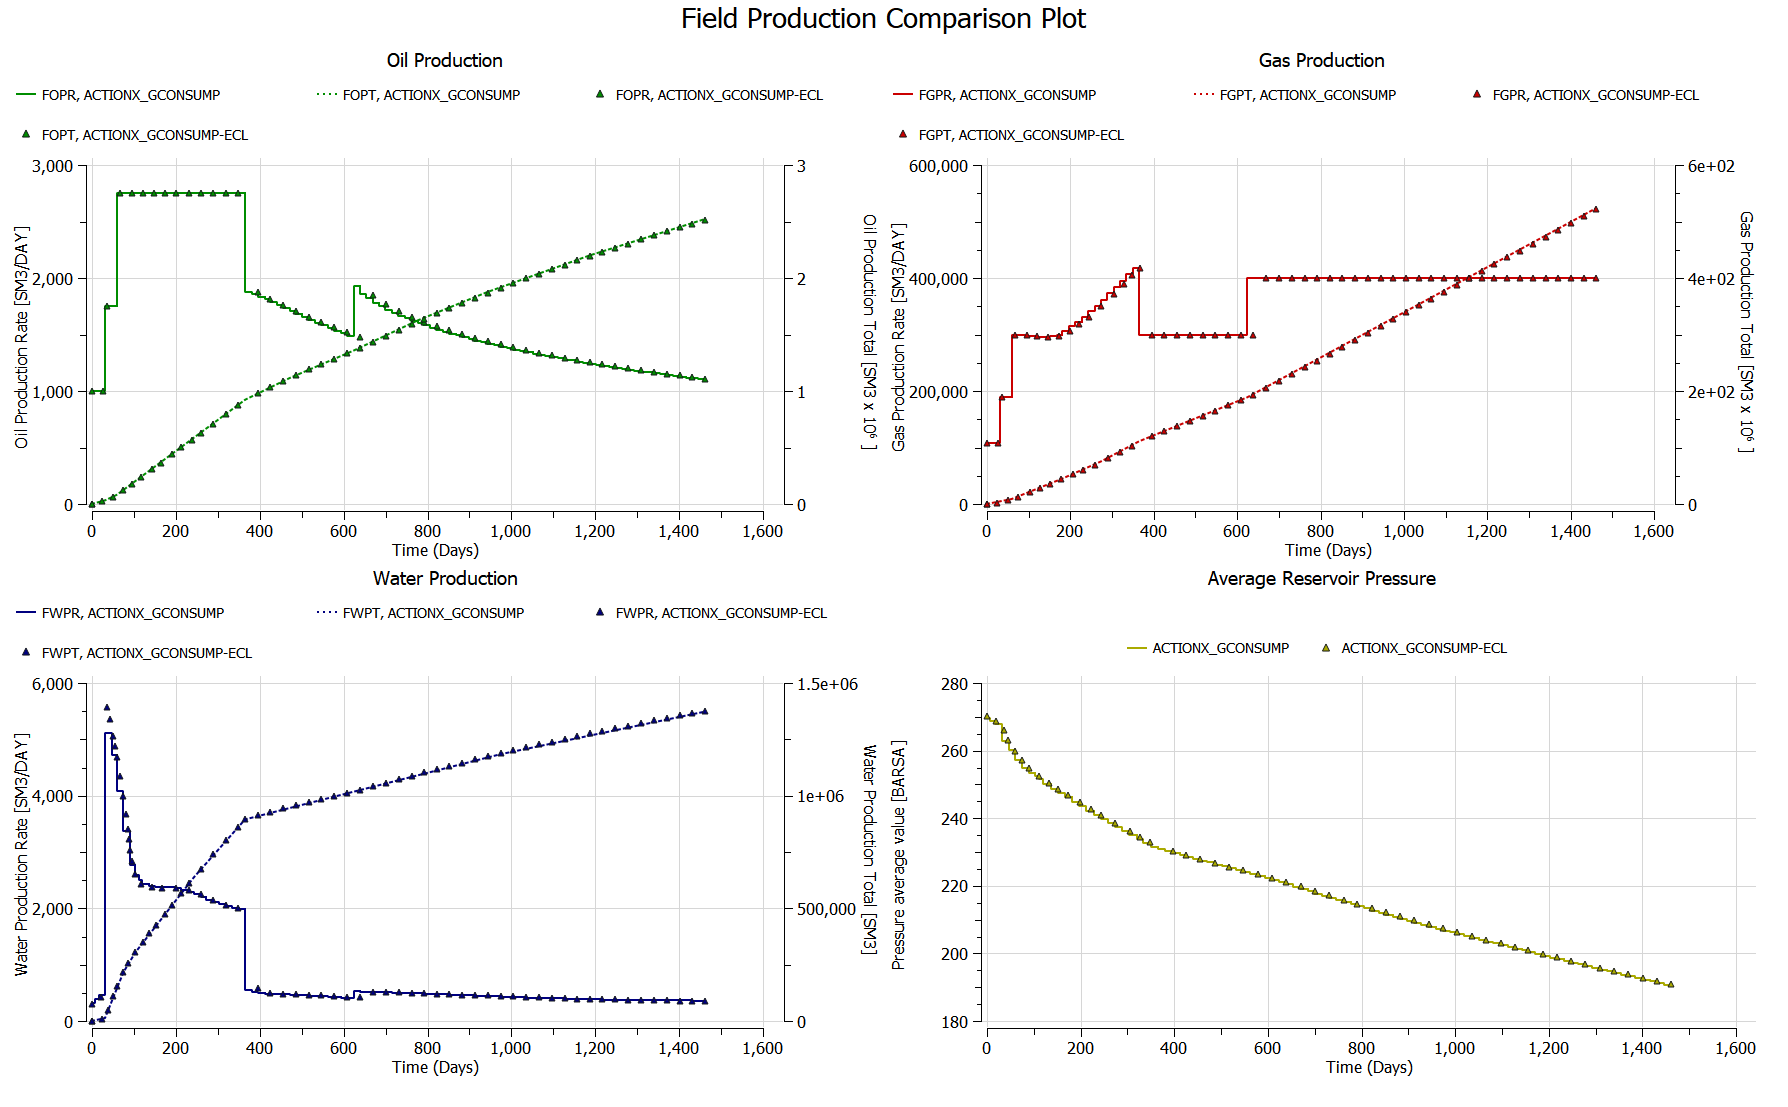 Field Production Comparison Plot
Oil Production
FOPR, ACTIONX_GCONSUMP
FOPT, ACTIONX_GCONSUMP
FOPR, ACTIONX_GCONSUMP-ECL
FOPT, ACTIONX_GCONSUMP-ECL
3,000
2,000
1,000
0
Oil Production Rate [SM3/DAY]
3
2
1
0
Oil Production Total [SM3 x 10⁶ ]
0 200 400 600 800 1,000 1,200 1,400 1,600
Time (Days)
Gas Production
FGPR, ACTIONX_GCONSUMP
FGPT, ACTIONX_GCONSUMP
FGPR, ACTIONX_GCONSUMP-ECL
FGPT, ACTIONX_GCONSUMP-ECL
600,000
400,000
200,000
0
Gas Production Rate [SM3/DAY]
6e+02
4e+02
2e+02
0
Gas Production Total [SM3 x 10⁶ ]
0 200 400 600 800 1,000 1,200 1,400 1,600
Time (Days)
Water Production
FWPR, ACTIONX_GCONSUMP
FWPT, ACTIONX_GCONSUMP
FWPR, ACTIONX_GCONSUMP-ECL
FWPT, ACTIONX_GCONSUMP-ECL
6,000
4,000
2,000
0
Water Production Rate [SM3/DAY]
1.5e+06
1e+06
500,000
0
Water Production Total [SM3]
0 200 400 600 800 1,000 1,200 1,400 1,600
Time (Days)
Average Reservoir Pressure
ACTIONX_GCONSUMP
ACTIONX_GCONSUMP-ECL
280
260
240
220
200
180
Pressure average value [BARSA]
0 200 400 600 800 1,000 1,200 1,400 1,600
Time (Days)